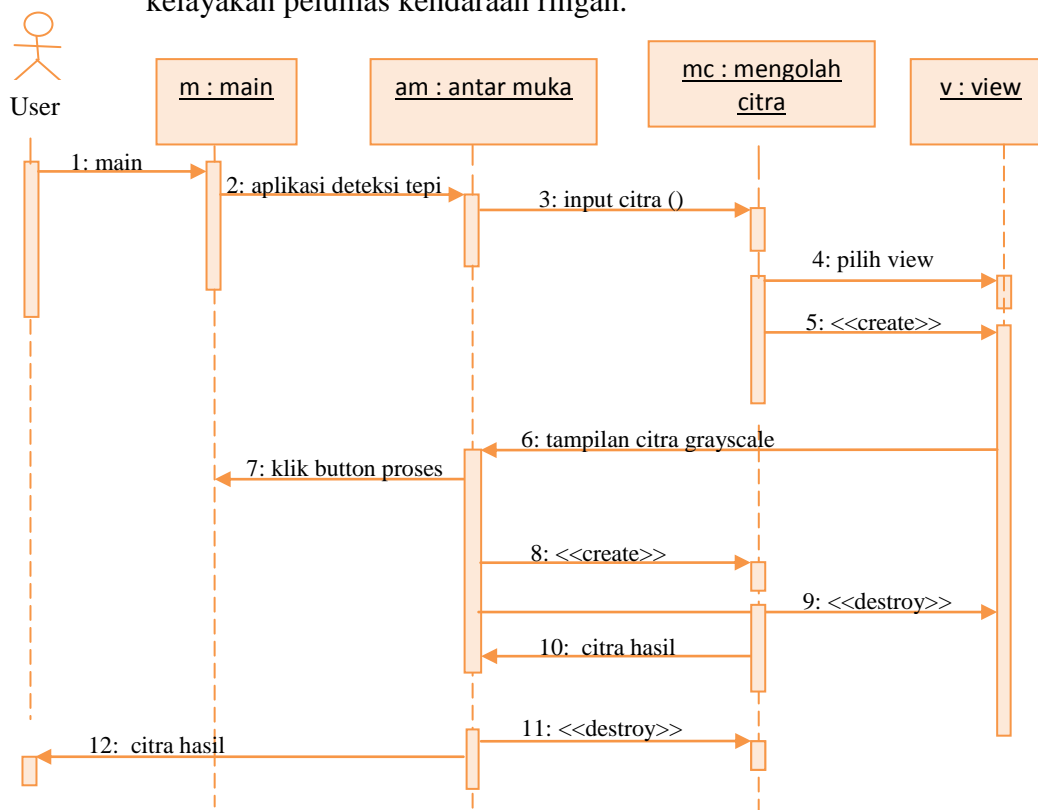 kelayakan pelumas kendaraan ringan.
User
m : main
am : antar muka
mc : mengolah
citra
v : view
1: main
2: aplikasi deteksi tepi
3: input citra ()
4: pilih view
5: <<create>>
6: tampilan citra grayscale
7: klik button proses
8: <<create>>
9: <<destroy>>
10:  citra hasil
11: <<destroy>>
12:  citra hasil